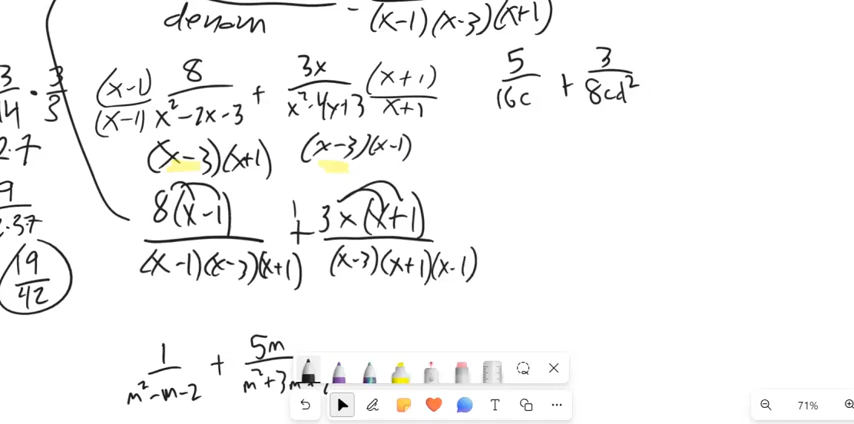 denom
(x-1)(x-3)(x+1)
3/14 · 3/3
(x-1)/(x-1) 8/(x²-2x-3) + 3x/(x²-4x+3) (x+1)/(x+1)
5/(16c) + 3/(8cd²)
2·7
(x-3)(x+1) (x-3)(x-1)
8(x-1)/((x-1)(x-3)(x+1)) + 3x(x+1)/((x-3)(x+1)(x-1))
19/42
1/(m²-m-2) + 5m/(m²+3m
T
71%